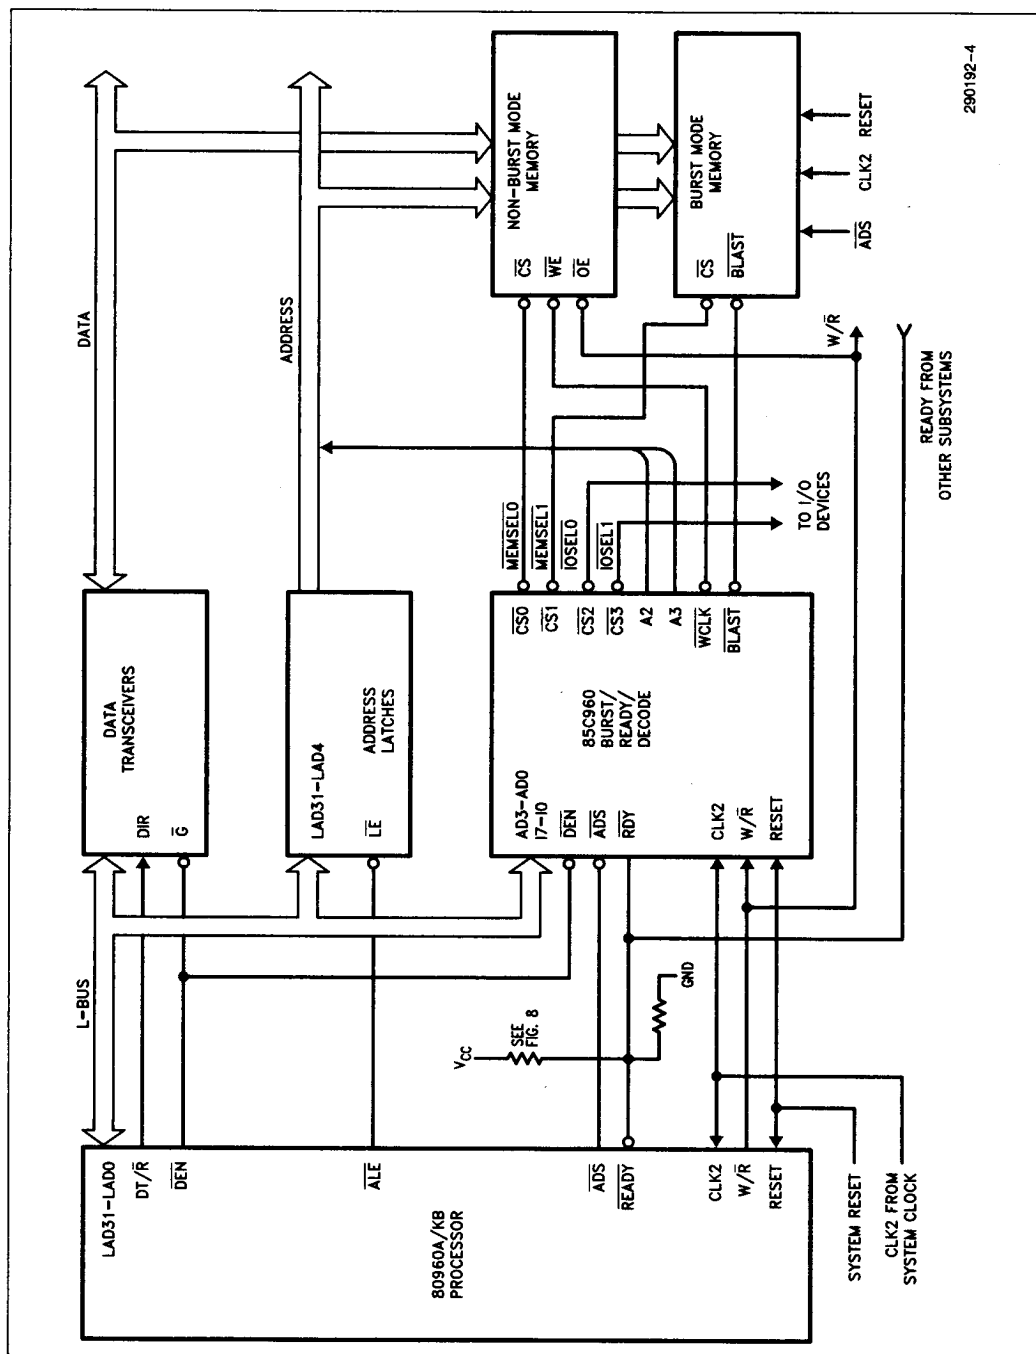 80960A/KB
PROCESSOR
LAD31-LAD0
DT/R
DEN
ALE
ADS
READY
CLK2
W/R
RESET
SYSTEM RESET
CLK2 FROM
SYSTEM CLOCK
L-BUS
VCC
SEE
FIG. 8
GND
DATA
TRANSCEIVERS
DIR
G
LAD31-LAD4
ADDRESS
LATCHES
LE
85C960
BURST/
READY/
DECODE
AD3-AD0
17-10
DEN
ADS
RDY
CLK2
W/R
RESET
CS0
CS1
CS2
CS3
A2
A3
WCLK
BLAST
MEMSEL0
MEMSEL1
IOSEL0
IOSEL1
TO I/O
DEVICES
DATA
ADDRESS
NON-BURST MODE
MEMORY
CS
WE
OE
BURST MODE
MEMORY
CS
BLAST
ADS
CLK2
RESET
W/R
READY FROM
OTHER SUBSYSTEMS
290192-4